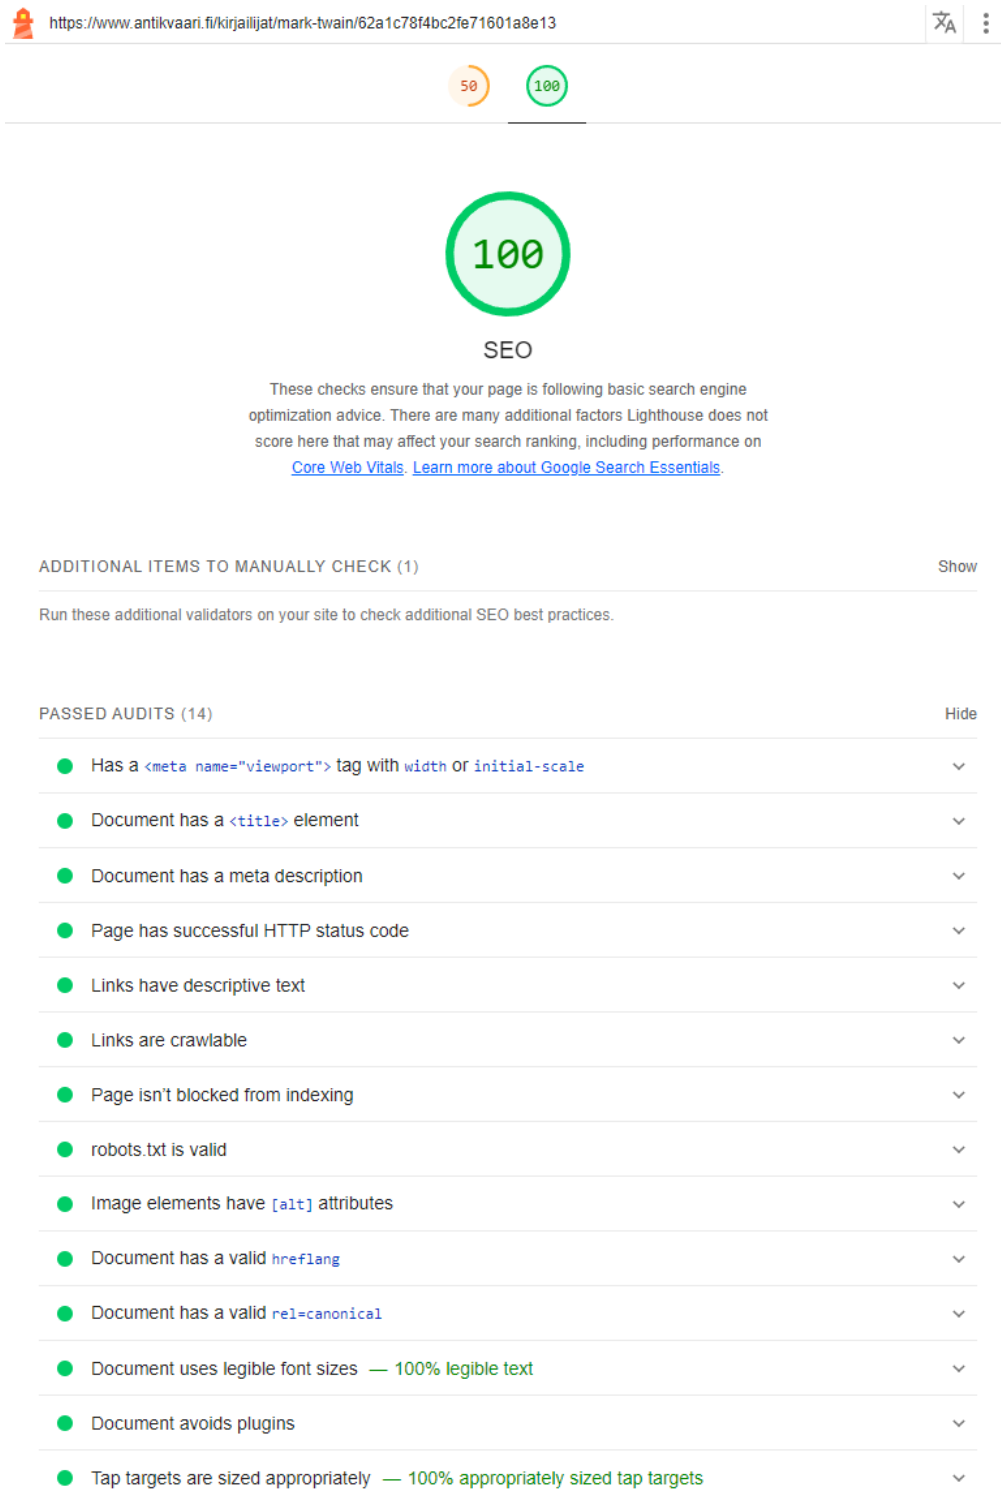 https://www.antikvaari.fi/kirjailijat/mark-twain/62a1c78f4bc2fe71601a8e13
50
100
100
SEO
These checks ensure that your page is following basic search engine
optimization advice. There are many additional factors Lighthouse does not
score here that may affect your search ranking, including performance on
Core Web Vitals. Learn more about Google Search Essentials.
ADDITIONAL ITEMS TO MANUALLY CHECK (1) Show
Run these additional validators on your site to check additional SEO best practices.
PASSED AUDITS (14) Hide
Has a <meta name="viewport"> tag with width or initial-scale
Document has a <title> element
Document has a meta description
Page has successful HTTP status code
Links have descriptive text
Links are crawlable
Page isn't blocked from indexing
robots.txt is valid
Image elements have [alt] attributes
Document has a valid hreflang
Document has a valid rel=canonical
Document uses legible font sizes — 100% legible text
Document avoids plugins
Tap targets are sized appropriately — 100% appropriately sized tap targets